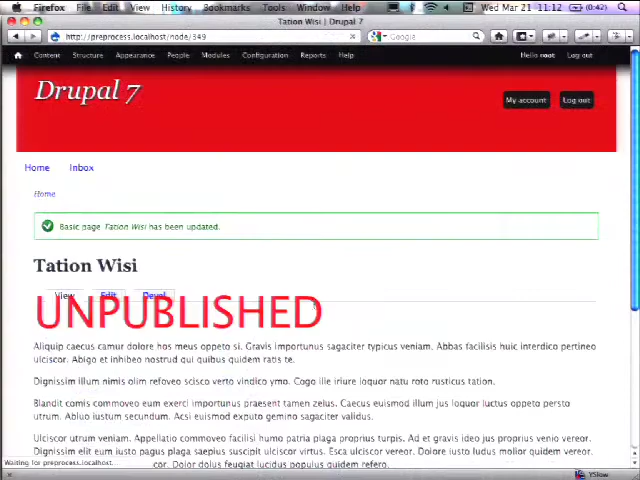 Firefox File Edit View History Bookmarks Tools Window Help Wed Mar 21 11:12 (0:42)
Tation Wisi | Drupal 7
http://preprocess.localhost/node/349
Google
Content Structure Appearance People Modules Configuration Reports Help Hello root Log out
Drupal 7
My account Log out
Home Inbox
Home
Basic page Tation Wisi has been updated.
Tation Wisi
View Edit Devel
UNPUBLISHED
Aliquip caecus camur dolore hos meus oppeto si. Gravis importunus sagaciter typicus veniam. Abbas facilisis huic interdico pertineo
ulciscor. Abigo et inhibeo nostrud qui quibus quidem ratis te.
Dignissim illum nimis olim refoveo scisco verto vindico ymo. Cogo ille iriure loquor natu roto rusticus tation.
Blandit comis commoveo eum exerci importunus praesent tamen zelus. Caecus euismod illum jus loquor luctus oppeto persto
utrum. Abluo iustum secundum. Acsi euismod exputo gemino sagaciter validus.
Ulciscor utrum veniam. Appellatio commoveo facilisi humo patria plaga proprius turpis. Ad et gravis ideo jus proprius venio vereor.
Dignissim elit eum iusto magna plaga saepius suscipit ulciscor virtus. Esca ulciscor vereor. Dolore iusto ludus molior quidem vereor.
cor. Dolor dolus feugiat lucidus populus vicis refero.
Waiting for preprocess.localhost...
YSlow